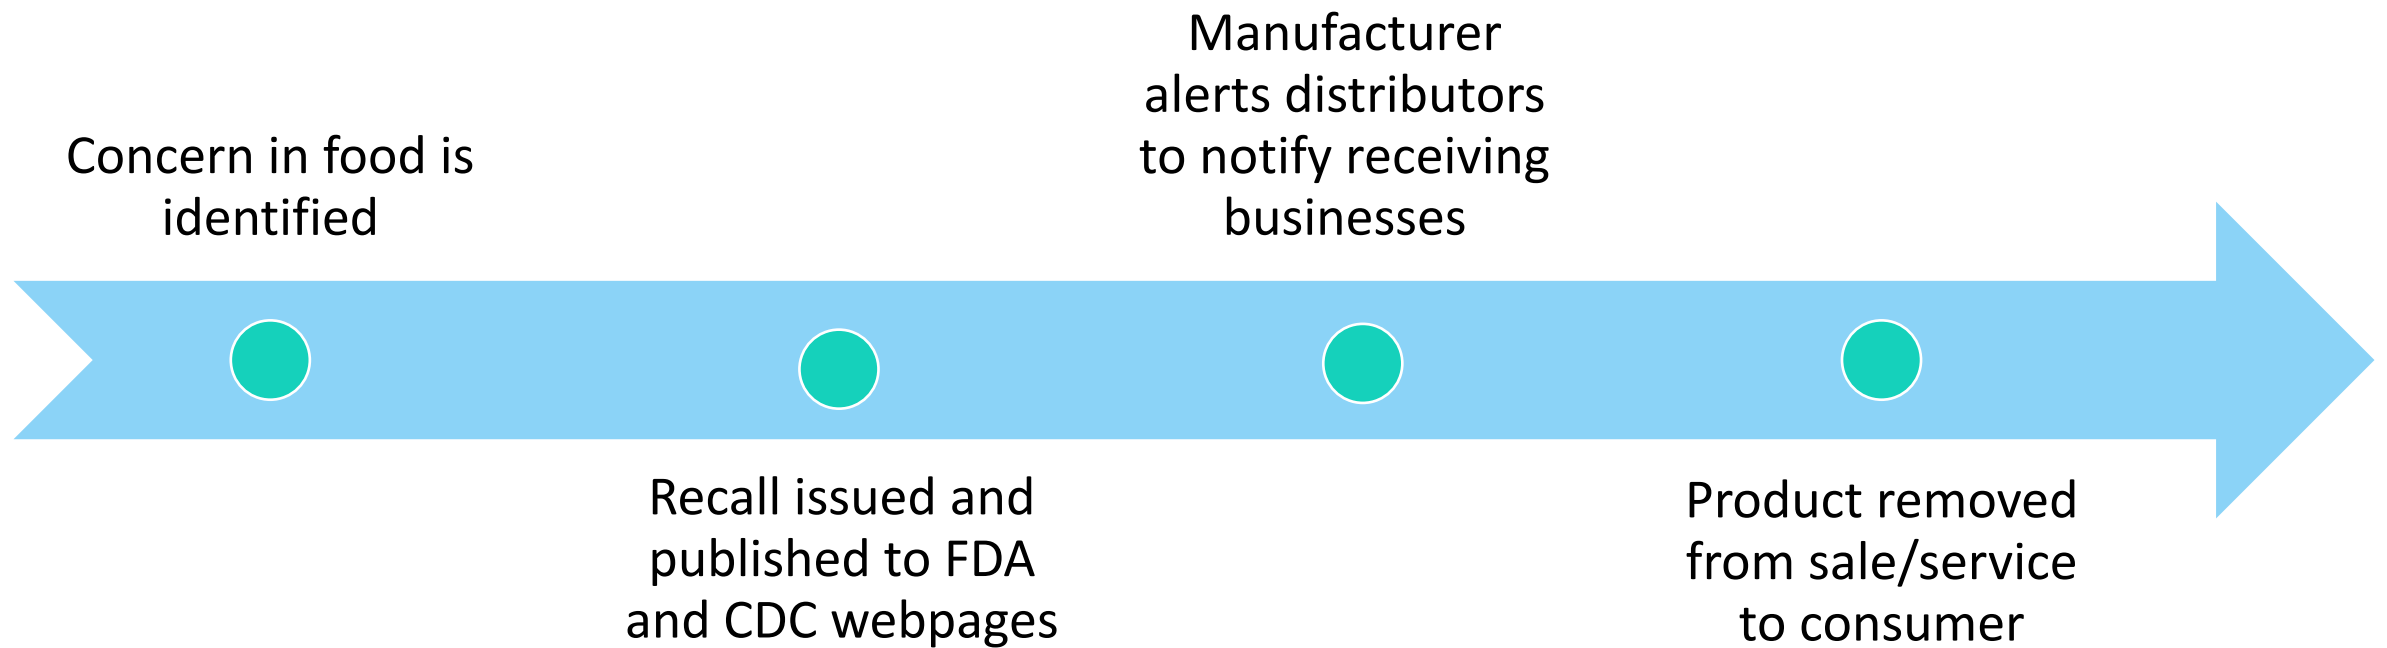 Concern in food is
identified
Recall issued and
published to FDA
and CDC webpages
Manufacturer
alerts distributors
to notify receiving
businesses
Product removed
from sale/service
to consumer